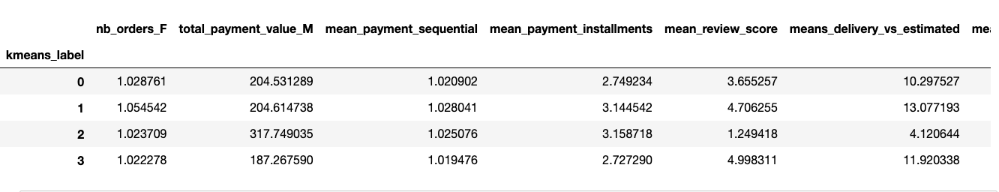 nb_orders_F total_payment_value_M mean_payment_sequential mean_payment_installments mean_review_score means_delivery_vs_estimated
kmeans_label
0 1.028761 204.531289 1.020902 2.749234 3.655257 10.297527
1 1.054542 204.614738 1.028041 3.144542 4.706255 13.077193
2 1.023709 317.749035 1.025076 3.158718 1.249418 4.120644
3 1.022278 187.267590 1.019476 2.727290 4.998311 11.920338